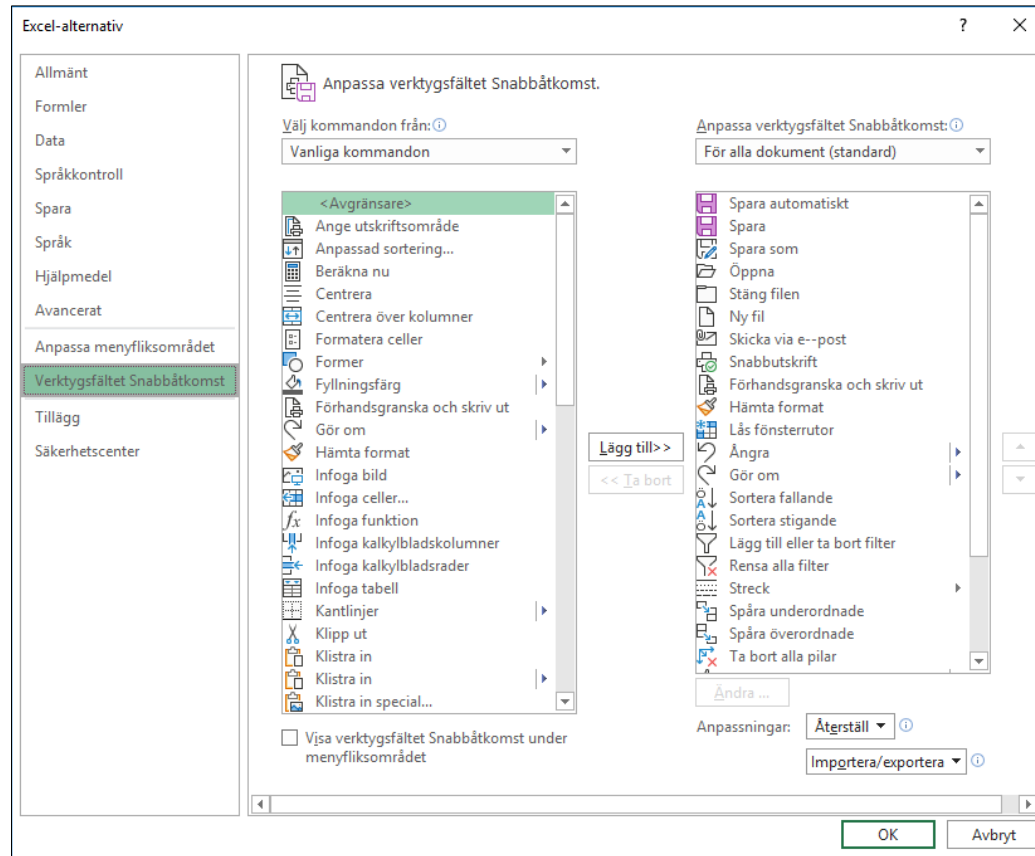 Excel-alternativ
?
Allmänt
Formler
Data
Språkkontroll
Spara
Språk
Hjälpmedel
Avancerat
Anpassa menyfliksområdet
Verktygsfältet Snabbåtkomst
Tillägg
Säkerhetscenter
Anpassa verktygsfältet Snabbåtkomst.
Välj kommandon från:
Vanliga kommandon
<Avgränsare>
Ange utskriftsområde
Anpassad sortering...
Beräkna nu
Centrera
Centrera över kolumner
Formatera celler
Former
Fyllningsfärg
Förhandsgranska och skriv ut
Gör om
Hämta format
Infoga bild
Infoga celler...
Infoga funktion
Infoga kalkylbladskolumner
Infoga kalkylbladsrader
Infoga tabell
Kantlinjer
Klipp ut
Klistra in
Klistra in
Klistra in special...
Visa verktygsfältet Snabbåtkomst under
menyfliksområdet
Lägg till>>
<< Ta bort
Anpassa verktygsfältet Snabbåtkomst:
För alla dokument (standard)
Spara automatiskt
Spara
Spara som
Öppna
Stäng filen
Ny fil
Skicka via e--post
Snabbutskrift
Förhandsgranska och skriv ut
Hämta format
Lås fönsterrutor
Ångra
Gör om
Sortera fallande
Sortera stigande
Lägg till eller ta bort filter
Rensa alla filter
Streck
Spåra underordnade
Spåra överordnade
Ta bort alla pilar
Ändra ...
Anpassningar:
Återställ
Importera/exportera
OK
Avbryt